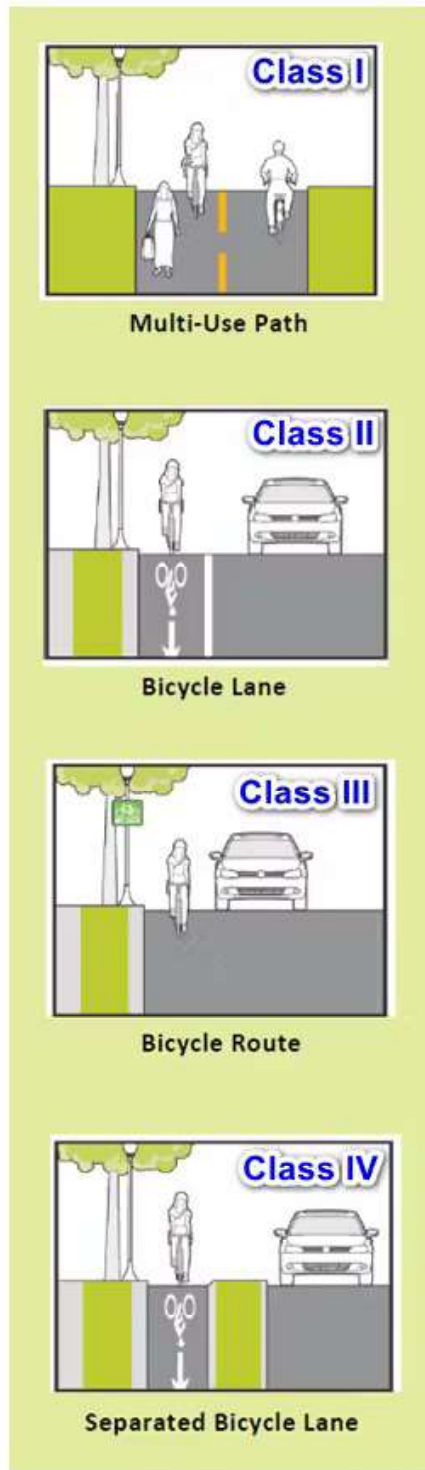 Class I
Multi-Use Path
Class II
Bicycle Lane
Class III
Bicycle Route
Class IV
Separated Bicycle Lane